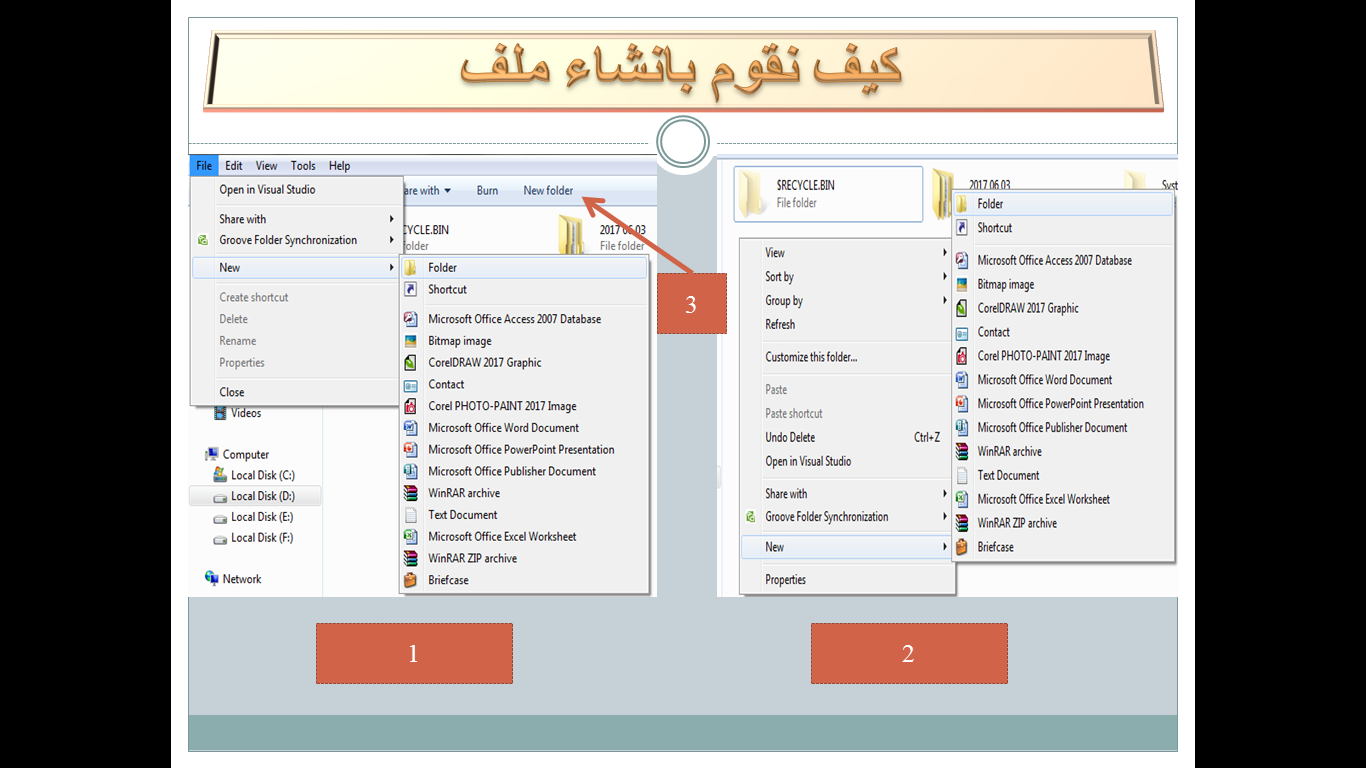 كيف نقوم بانشاء ملف
File Edit View Tools Help
Open in Visual Studio
Share with
Groove Folder Synchronization
New
Create shortcut
Delete
Rename
Properties
Close
are with Burn New folder
CYCLE.BIN
older
2017 06.03
File folder
Folder
Shortcut
Microsoft Office Access 2007 Database
Bitmap image
CorelDRAW 2017 Graphic
Contact
Corel PHOTO-PAINT 2017 Image
Microsoft Office Word Document
Microsoft Office PowerPoint Presentation
Microsoft Office Publisher Document
WinRAR archive
Text Document
Microsoft Office Excel Worksheet
WinRAR ZIP archive
Briefcase
Videos
Computer
Local Disk (C:)
Local Disk (D:)
Local Disk (E:)
Local Disk (F:)
Network
3
$RECYCLE.BIN
File folder
2017 06.03
Syst
View
Sort by
Group by
Refresh
Customize this folder...
Paste
Paste shortcut
Undo Delete Ctrl+Z
Open in Visual Studio
Share with
Groove Folder Synchronization
New
Properties
Folder
Shortcut
Microsoft Office Access 2007 Database
Bitmap image
CorelDRAW 2017 Graphic
Contact
Corel PHOTO-PAINT 2017 Image
Microsoft Office Word Document
Microsoft Office PowerPoint Presentation
Microsoft Office Publisher Document
WinRAR archive
Text Document
Microsoft Office Excel Worksheet
WinRAR ZIP archive
Briefcase
1
2